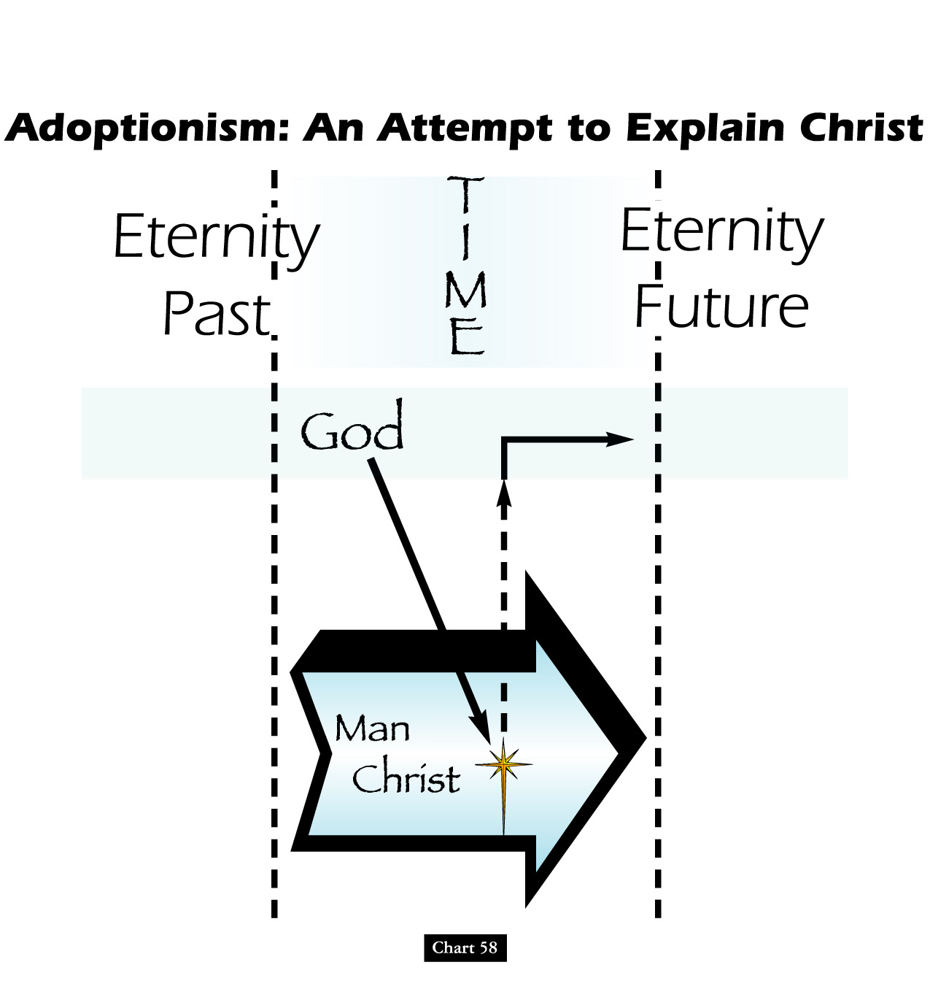 Adoptionism: An Attempt to Explain Christ
Eternity
Past
T
I
M
E
Eternity
Future
God
Man
Christ
Chart 58